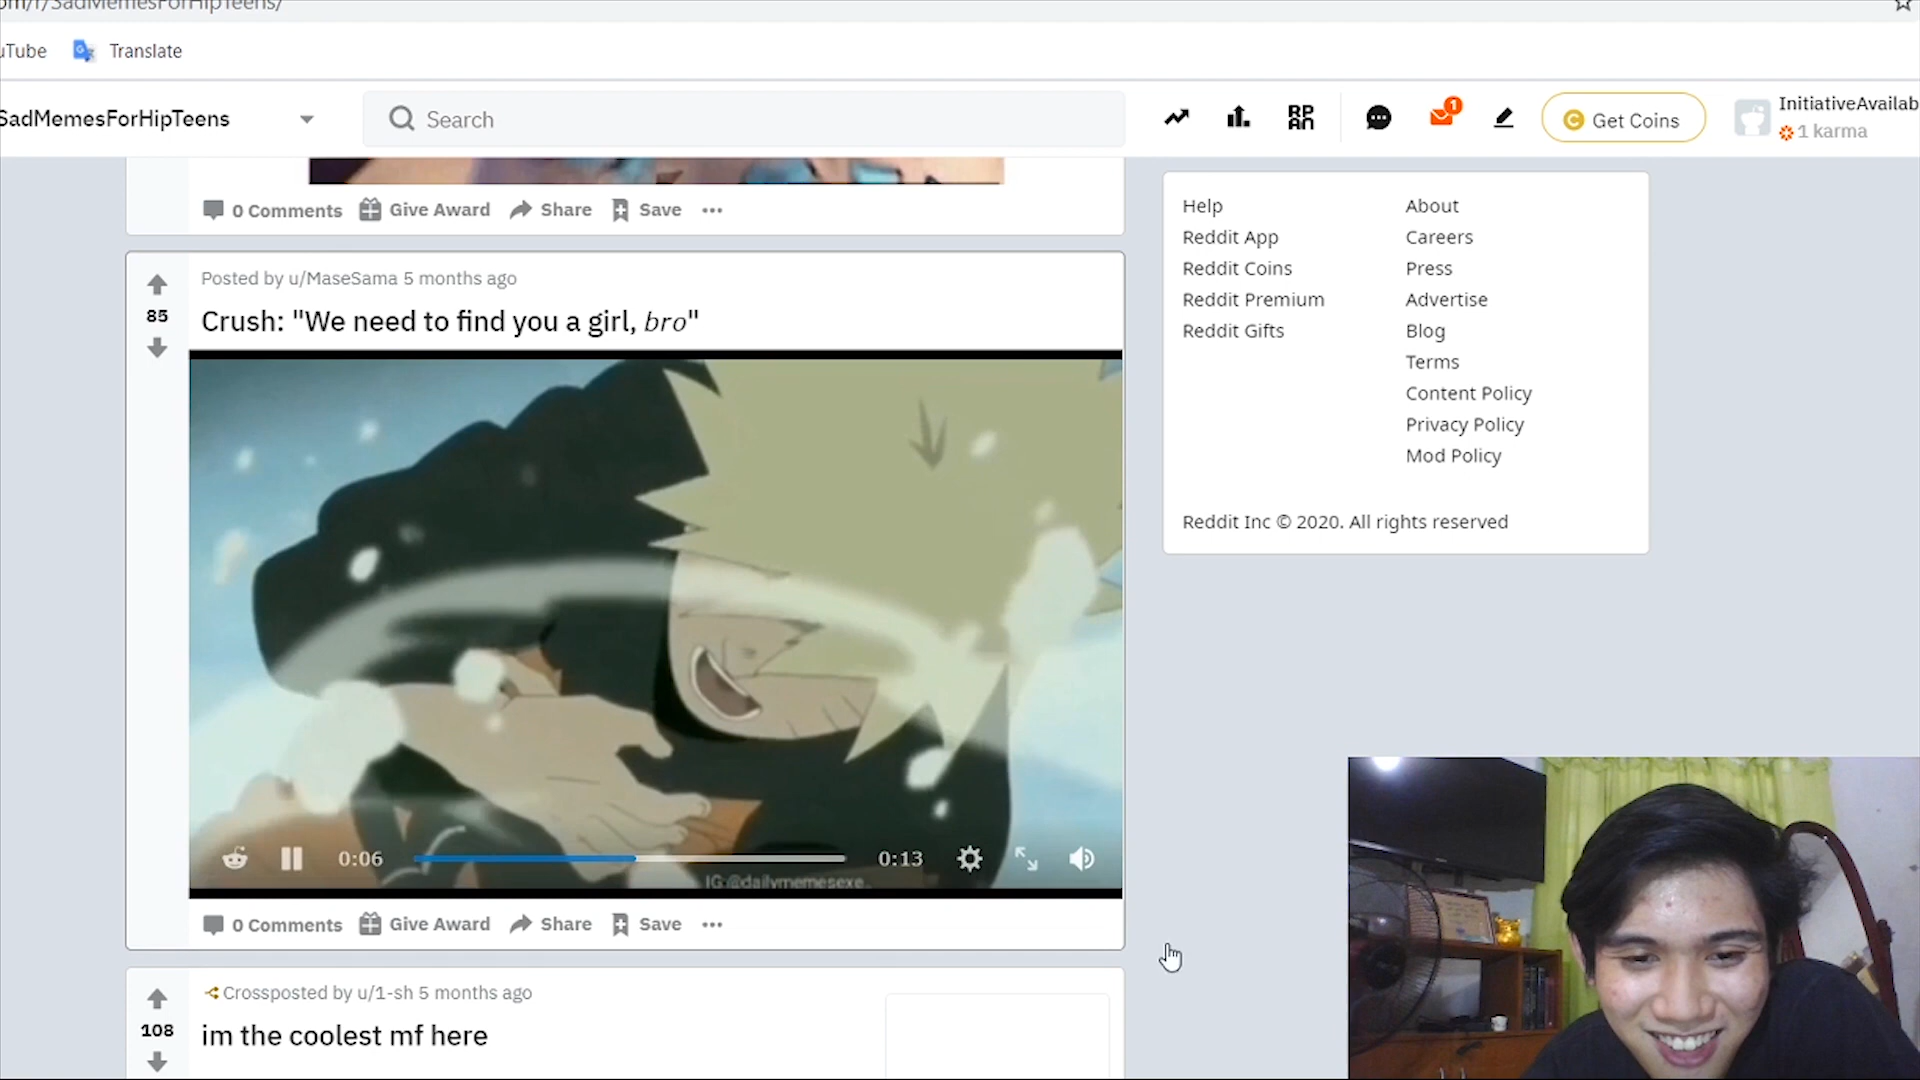 om/r/SadMemesForHipTeens/
uTube Translate
SadMemesForHipTeens
Search
1
Get Coins
InitiativeAvailab
1 karma
0 Comments Give Award Share Save
Posted by u/MaseSama 5 months ago
85
Crush: "We need to find you a girl, bro"
0:06
0:13
IG:@dailymemesexe
0 Comments Give Award Share Save
Crossposted by u/1-sh 5 months ago
108
im the coolest mf here
Help
Reddit App
Reddit Coins
Reddit Premium
Reddit Gifts
About
Careers
Press
Advertise
Blog
Terms
Content Policy
Privacy Policy
Mod Policy
Reddit Inc © 2020. All rights reserved